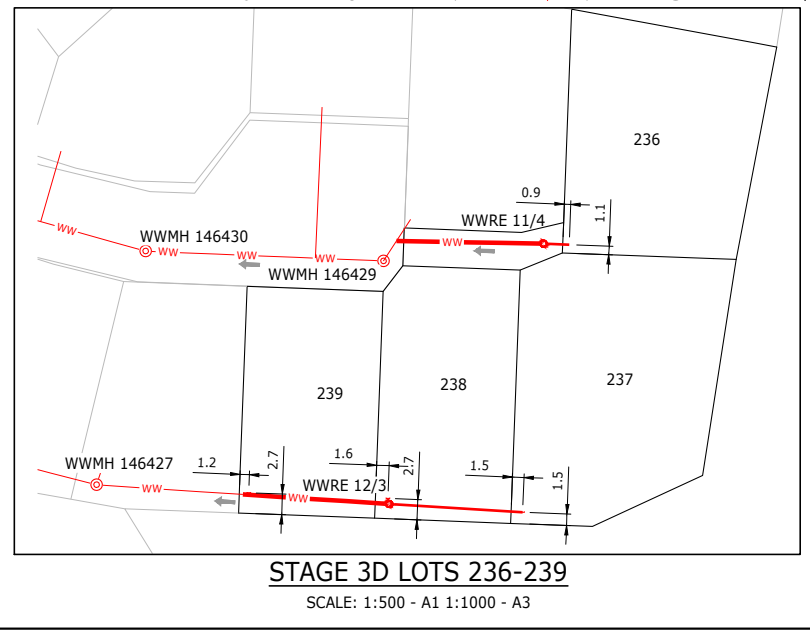 236
0.9
1.1
WWRE 11/4
WWMH 146430
WW
WW
WW
WW
WW
WWMH 146429
239
238
237
WWMH 146427
WW
1.2
2.7
1.6
2.7
1.5
1.5
WWRE 12/3
WW
STAGE 3D LOTS 236-239
SCALE: 1:500 - A1 1:1000 - A3